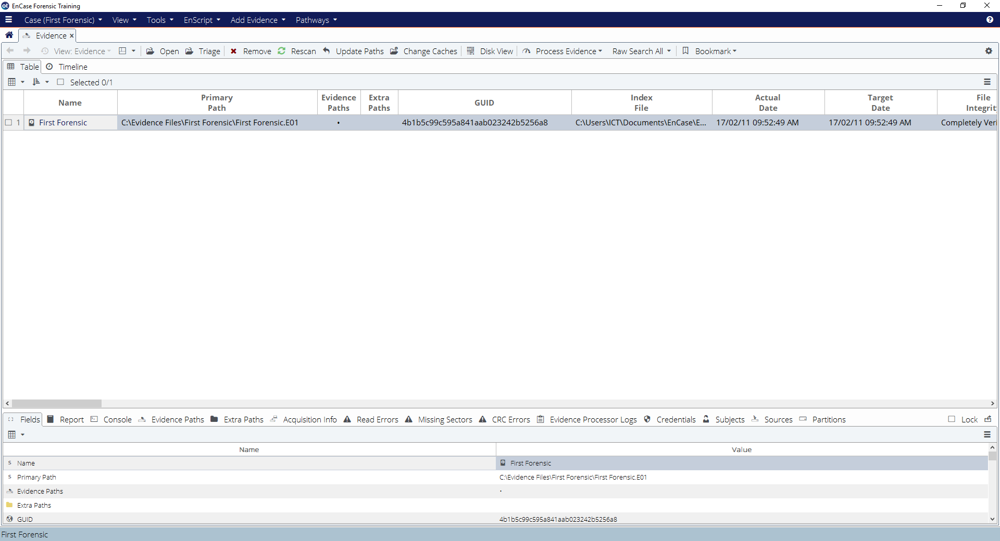 EnCase Forensic Training
Case (First Forensic) View Tools EnScript Add Evidence Pathways
Evidence
View: Evidence Open Triage Remove Rescan Update Paths Change Caches Disk View Process Evidence Raw Search All Bookmark
Table Timeline
Selected 0/1
Name Primary Path Evidence Paths Extra Paths GUID Index File Actual Date Target Date File Integrit
1 First Forensic C:\Evidence Files\First Forensic\First Forensic.E01 • 4b1b5c99c595a841aab023242b5256a8 C:\Users\ICT\Documents\EnCase\E... 17/02/11 09:52:49 AM 17/02/11 09:52:49 AM Completely Veri
Fields Report Console Evidence Paths Extra Paths Acquisition Info Read Errors Missing Sectors CRC Errors Evidence Processor Logs Credentials Subjects Sources Partitions Lock
Name Value
Name First Forensic
Primary Path C:\Evidence Files\First Forensic\First Forensic.E01
Evidence Paths •
Extra Paths
GUID 4b1b5c99c595a841aab023242b5256a8
First Forensic